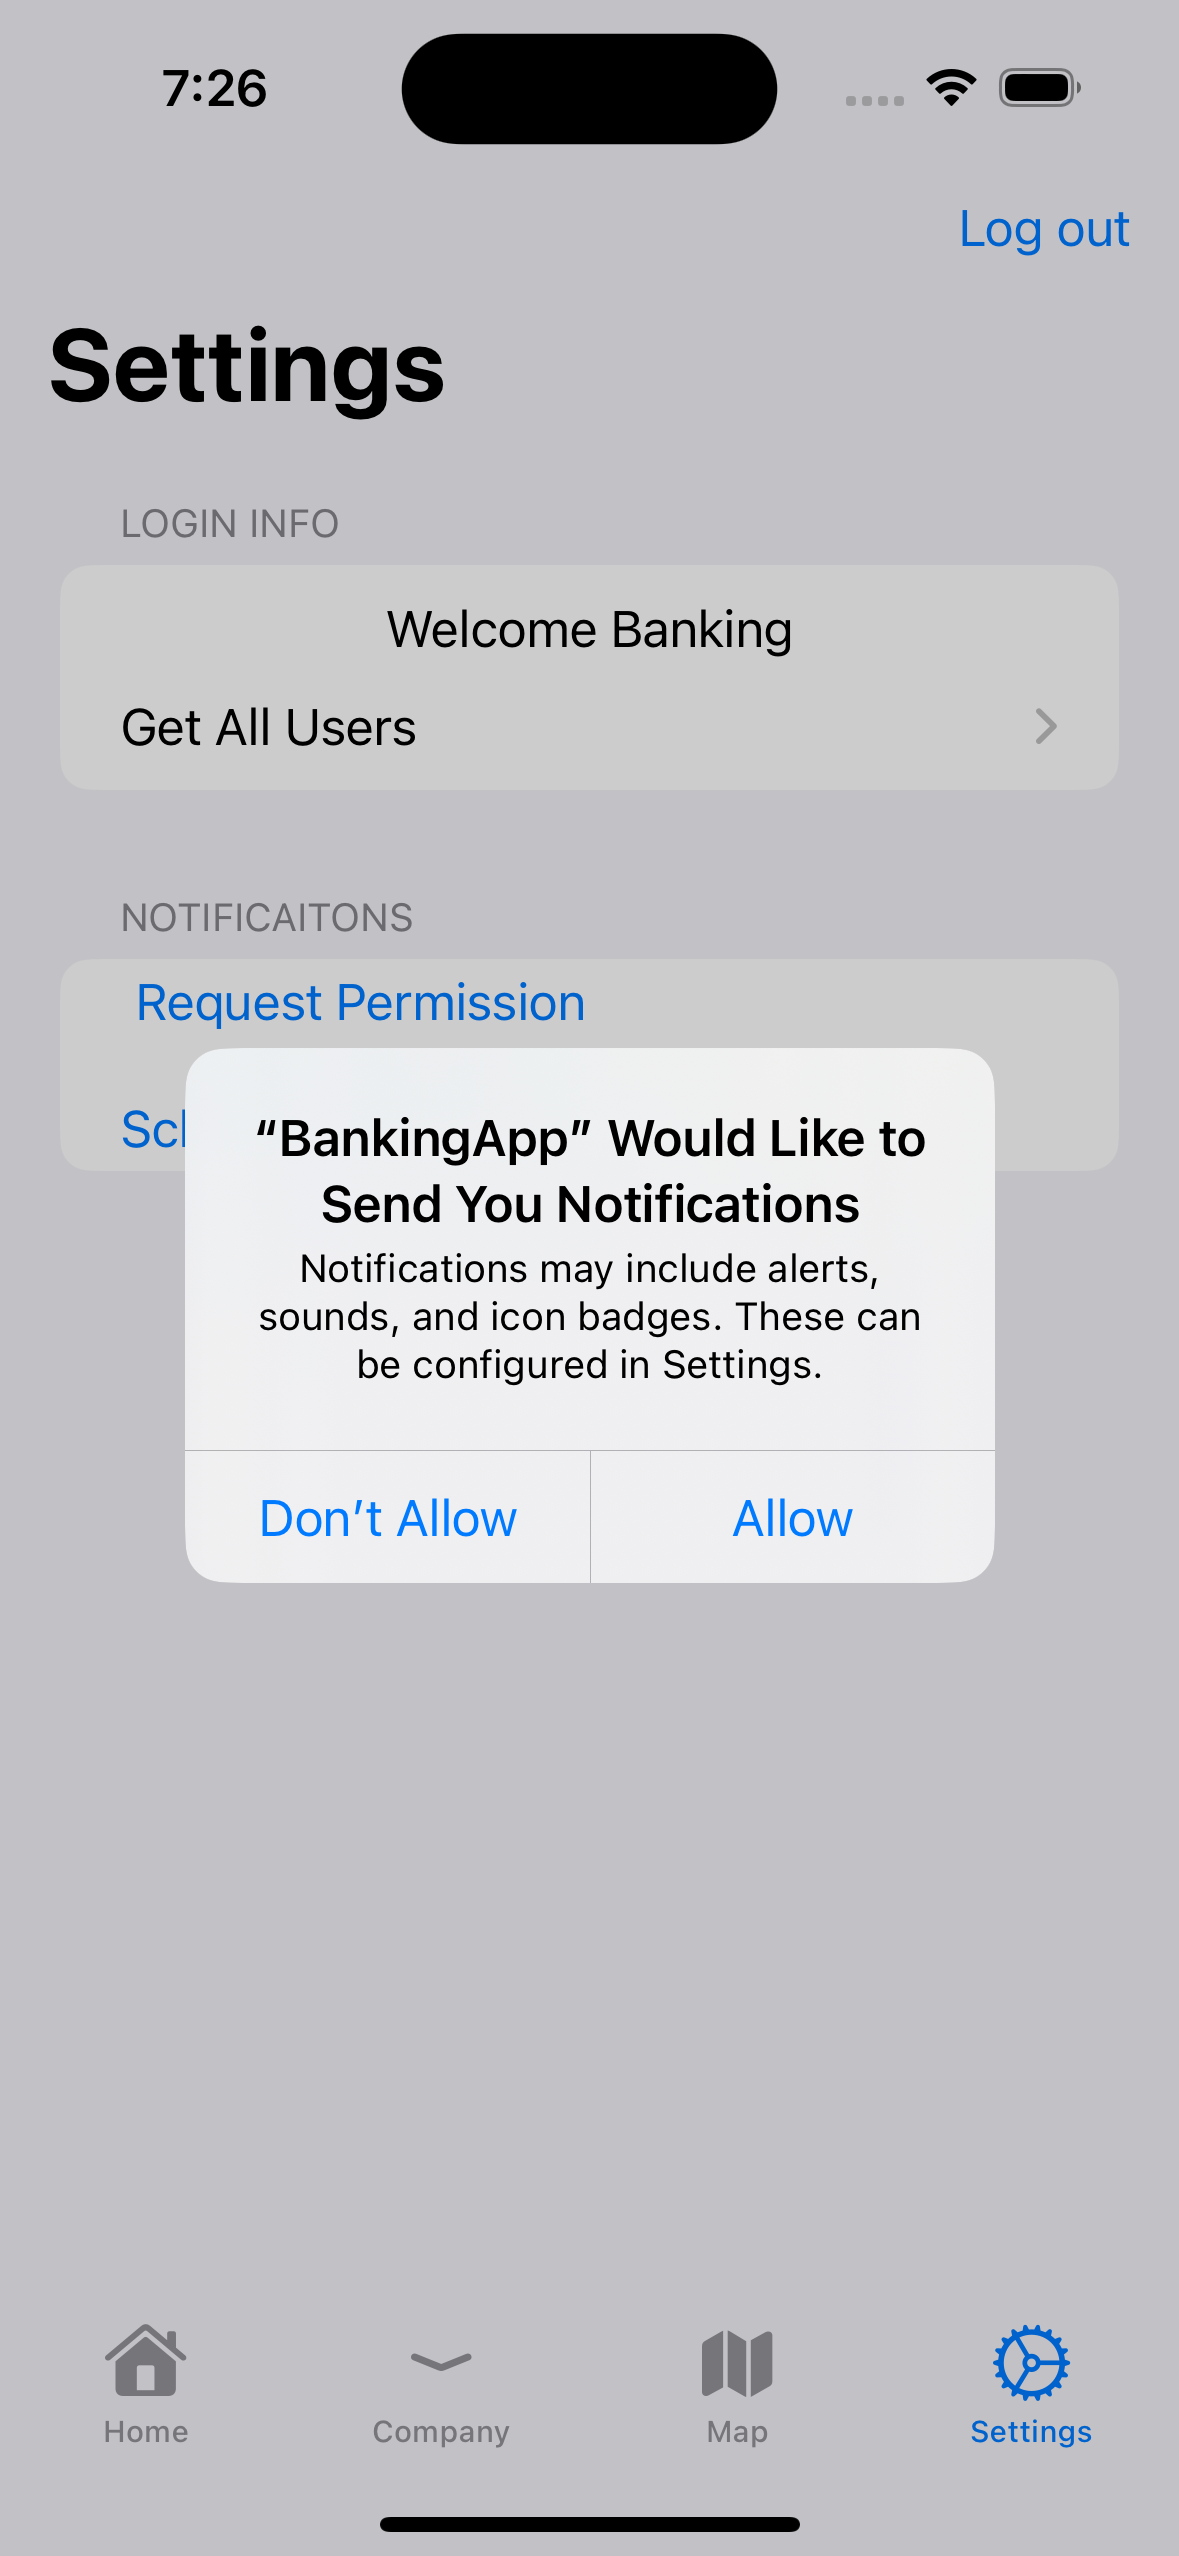 7:26
Log out
Settings
LOGIN INFO
Welcome Banking
Get All Users
NOTIFICAITONS
Request Permission
“BankingApp” Would Like to
Send You Notifications
Notifications may include alerts,
sounds, and icon badges. These can
be configured in Settings.
Don’t Allow
Allow
Home
Company
Map
Settings